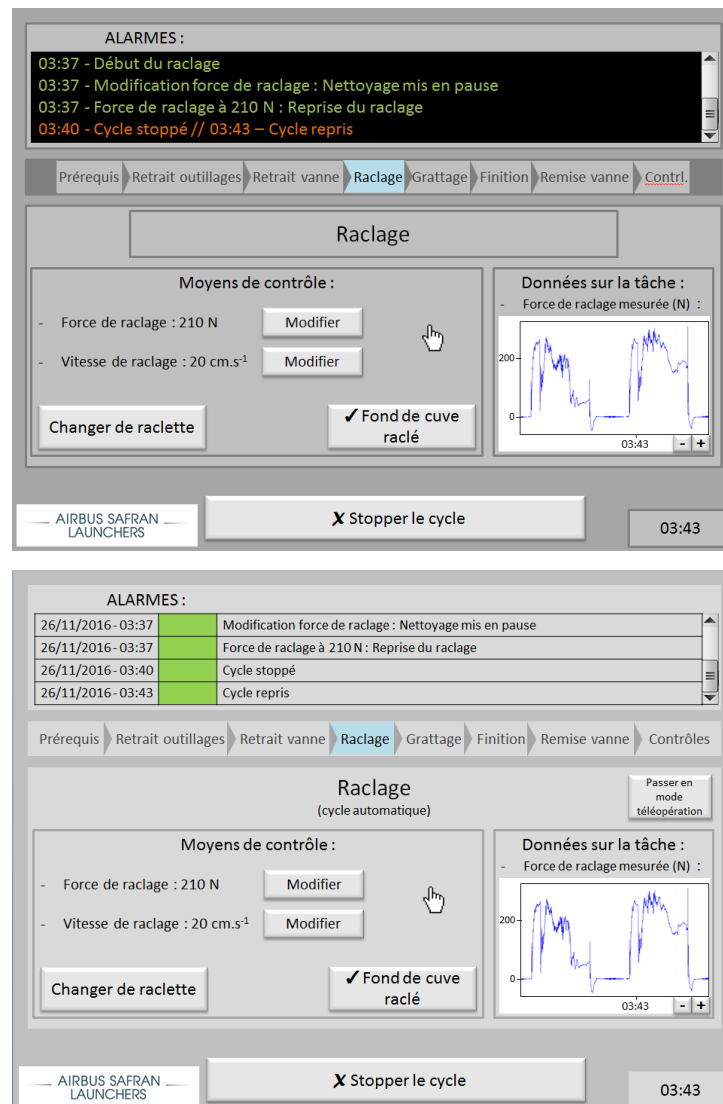 ALARMES :
03:37 - Début du raclage
03:37 - Modification force de raclage : Nettoyage mis en pause
03:37 - Force de raclage à 210 N : Reprise du raclage
03:40 - Cycle stoppé // 03:43 – Cycle repris
Prérequis Retrait outillages Retrait vanne Raclage Grattage Finition Remise vanne Contrl.
Raclage
Moyens de contrôle :
- Force de raclage : 210 N Modifier
- Vitesse de raclage : 20 cm.s⁻¹ Modifier
Changer de raclette
✓ Fond de cuve
raclé
Données sur la tâche :
- Force de raclage mesurée (N) :
200
0
03:43 - +
AIRBUS SAFRAN
LAUNCHERS
X Stopper le cycle
03:43
ALARMES :
26/11/2016 - 03:37 Modification force de raclage : Nettoyage mis en pause
26/11/2016 - 03:37 Force de raclage à 210 N : Reprise du raclage
26/11/2016 - 03:40 Cycle stoppé
26/11/2016 - 03:43 Cycle repris
Prérequis Retrait outillages Retrait vanne Raclage Grattage Finition Remise vanne Contrôles
Raclage
(cycle automatique)
Passer en
mode
téléopération
Moyens de contrôle :
- Force de raclage : 210 N Modifier
- Vitesse de raclage : 20 cm.s⁻¹ Modifier
Changer de raclette
✓ Fond de cuve
raclé
Données sur la tâche :
- Force de raclage mesurée (N) :
200
0
03:43 - +
AIRBUS SAFRAN
LAUNCHERS
X Stopper le cycle
03:43